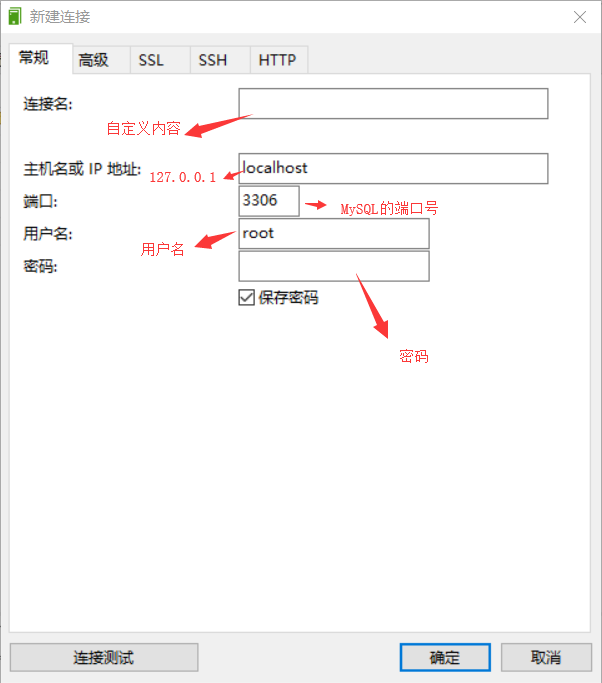 新建连接
常规 高级 SSL SSH HTTP
连接名:
自定义内容
主机名或 IP 地址: localhost
127.0.0.1
端口: 3306
MySQL的端口号
用户名: root
用户名
密码:
保存密码
密码
连接测试 确定 取消